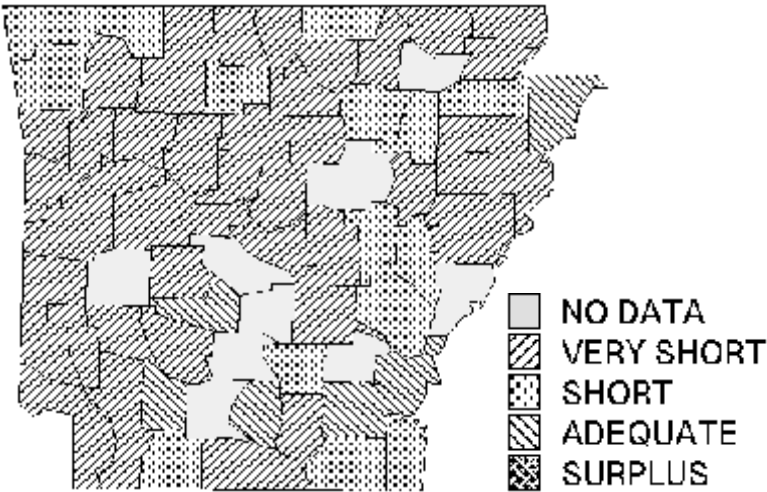 NO DATA
VERY SHORT
SHORT
ADEQUATE
SURPLUS